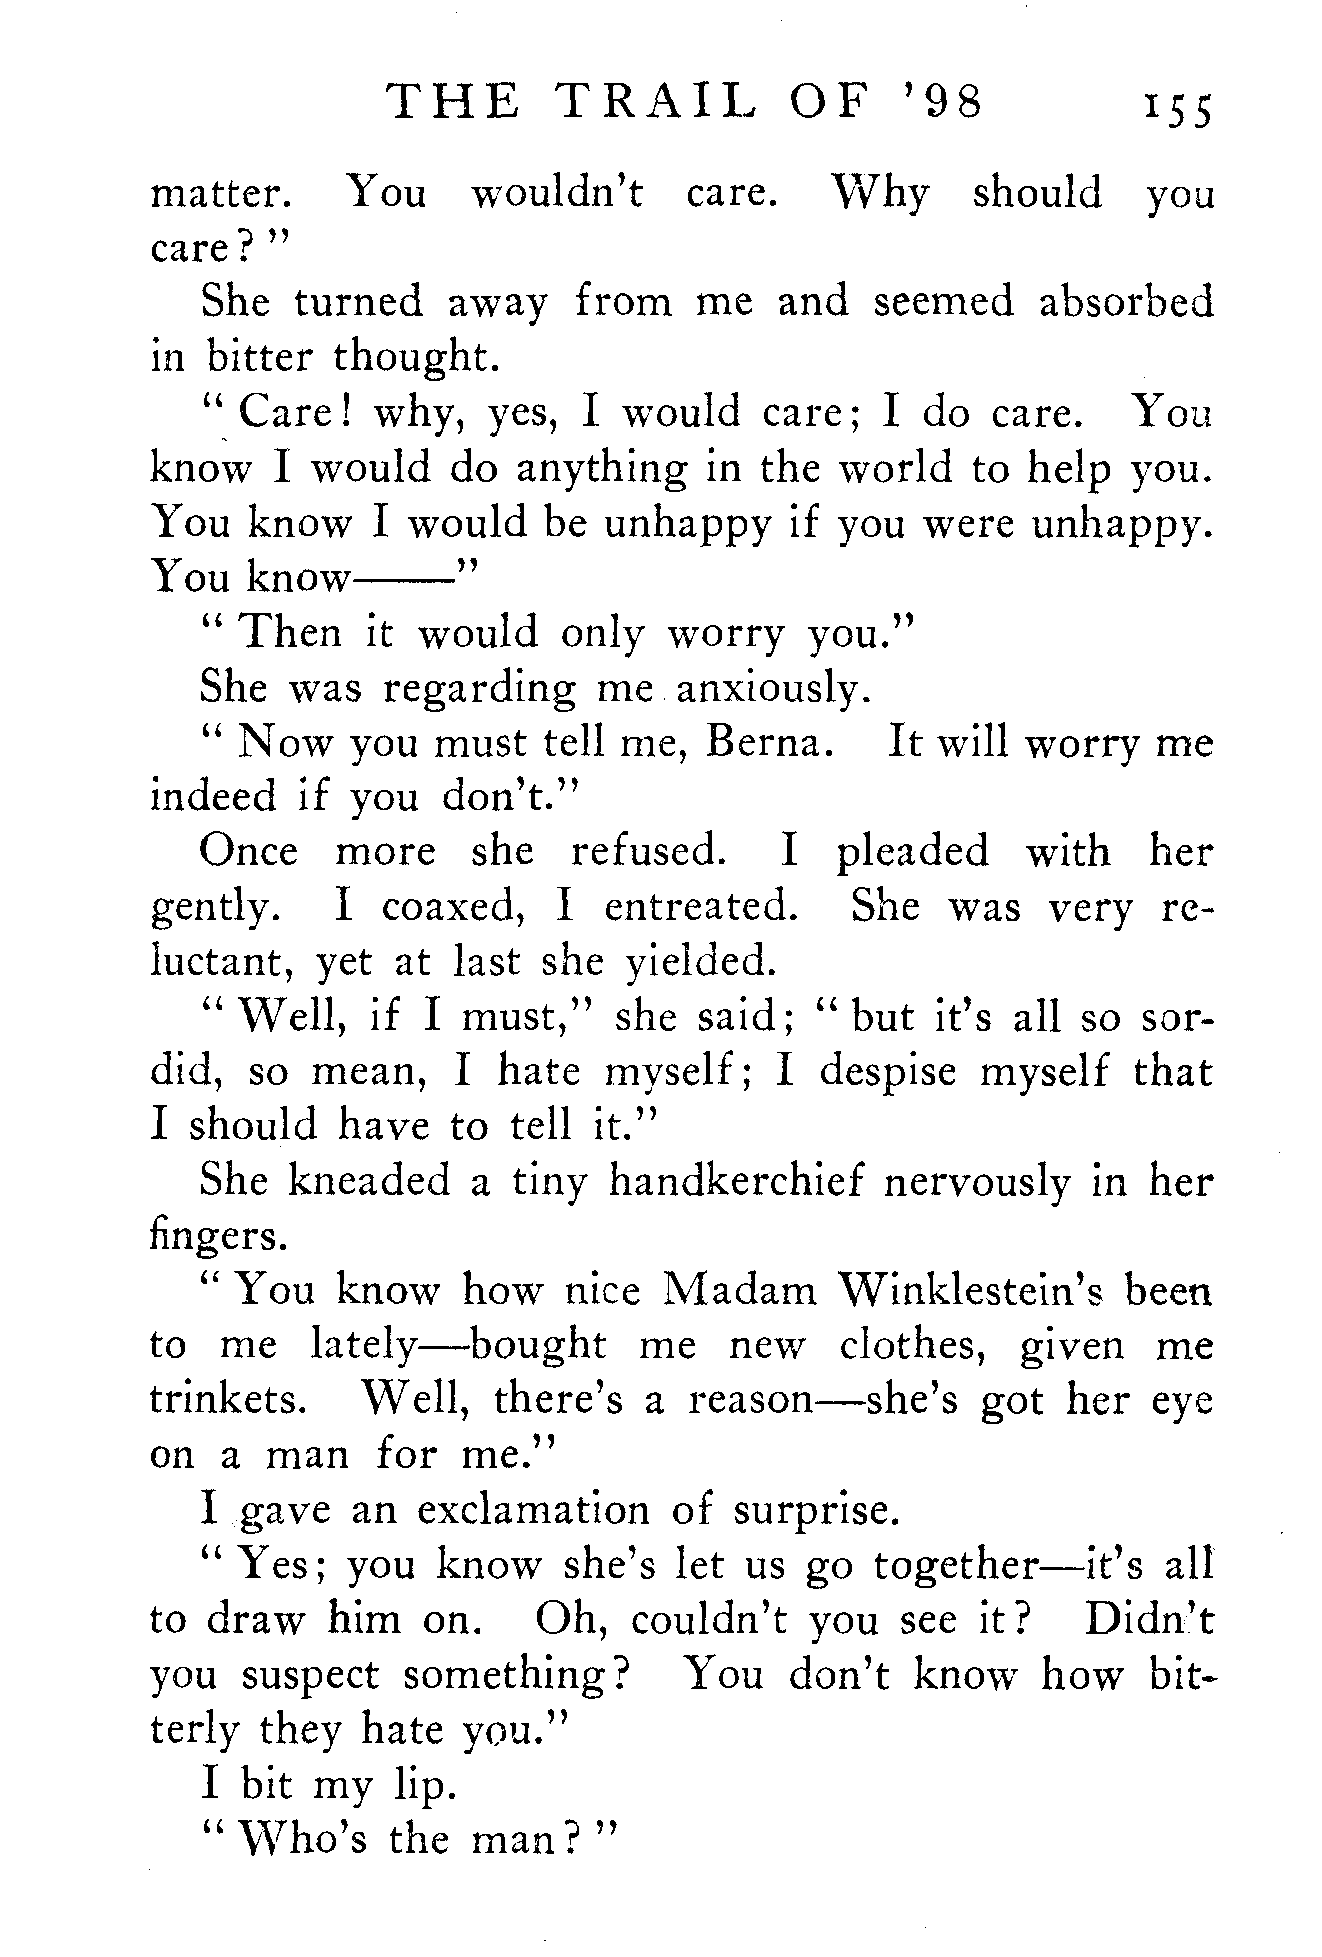 THE TRAIL OF '98 155
matter. You wouldn't care. Why should you
care?"
She turned away from me and seemed absorbed
in bitter thought.
"Care! why, yes, I would care; I do care. You
know I would do anything in the world to help you.
You know I would be unhappy if you were unhappy.
You know——"
"Then it would only worry you."
She was regarding me anxiously.
"Now you must tell me, Berna. It will worry me
indeed if you don't."
Once more she refused. I pleaded with her
gently. I coaxed, I entreated. She was very re-
luctant, yet at last she yielded.
"Well, if I must," she said; "but it's all so sor-
did, so mean, I hate myself; I despise myself that
I should have to tell it."
She kneaded a tiny handkerchief nervously in her
fingers.
"You know how nice Madam Winklestein's been
to me lately—bought me new clothes, given me
trinkets. Well, there's a reason—she's got her eye
on a man for me."
I gave an exclamation of surprise.
"Yes; you know she's let us go together—it's all
to draw him on. Oh, couldn't you see it? Didn't
you suspect something? You don't know how bit-
terly they hate you."
I bit my lip.
"Who's the man?"